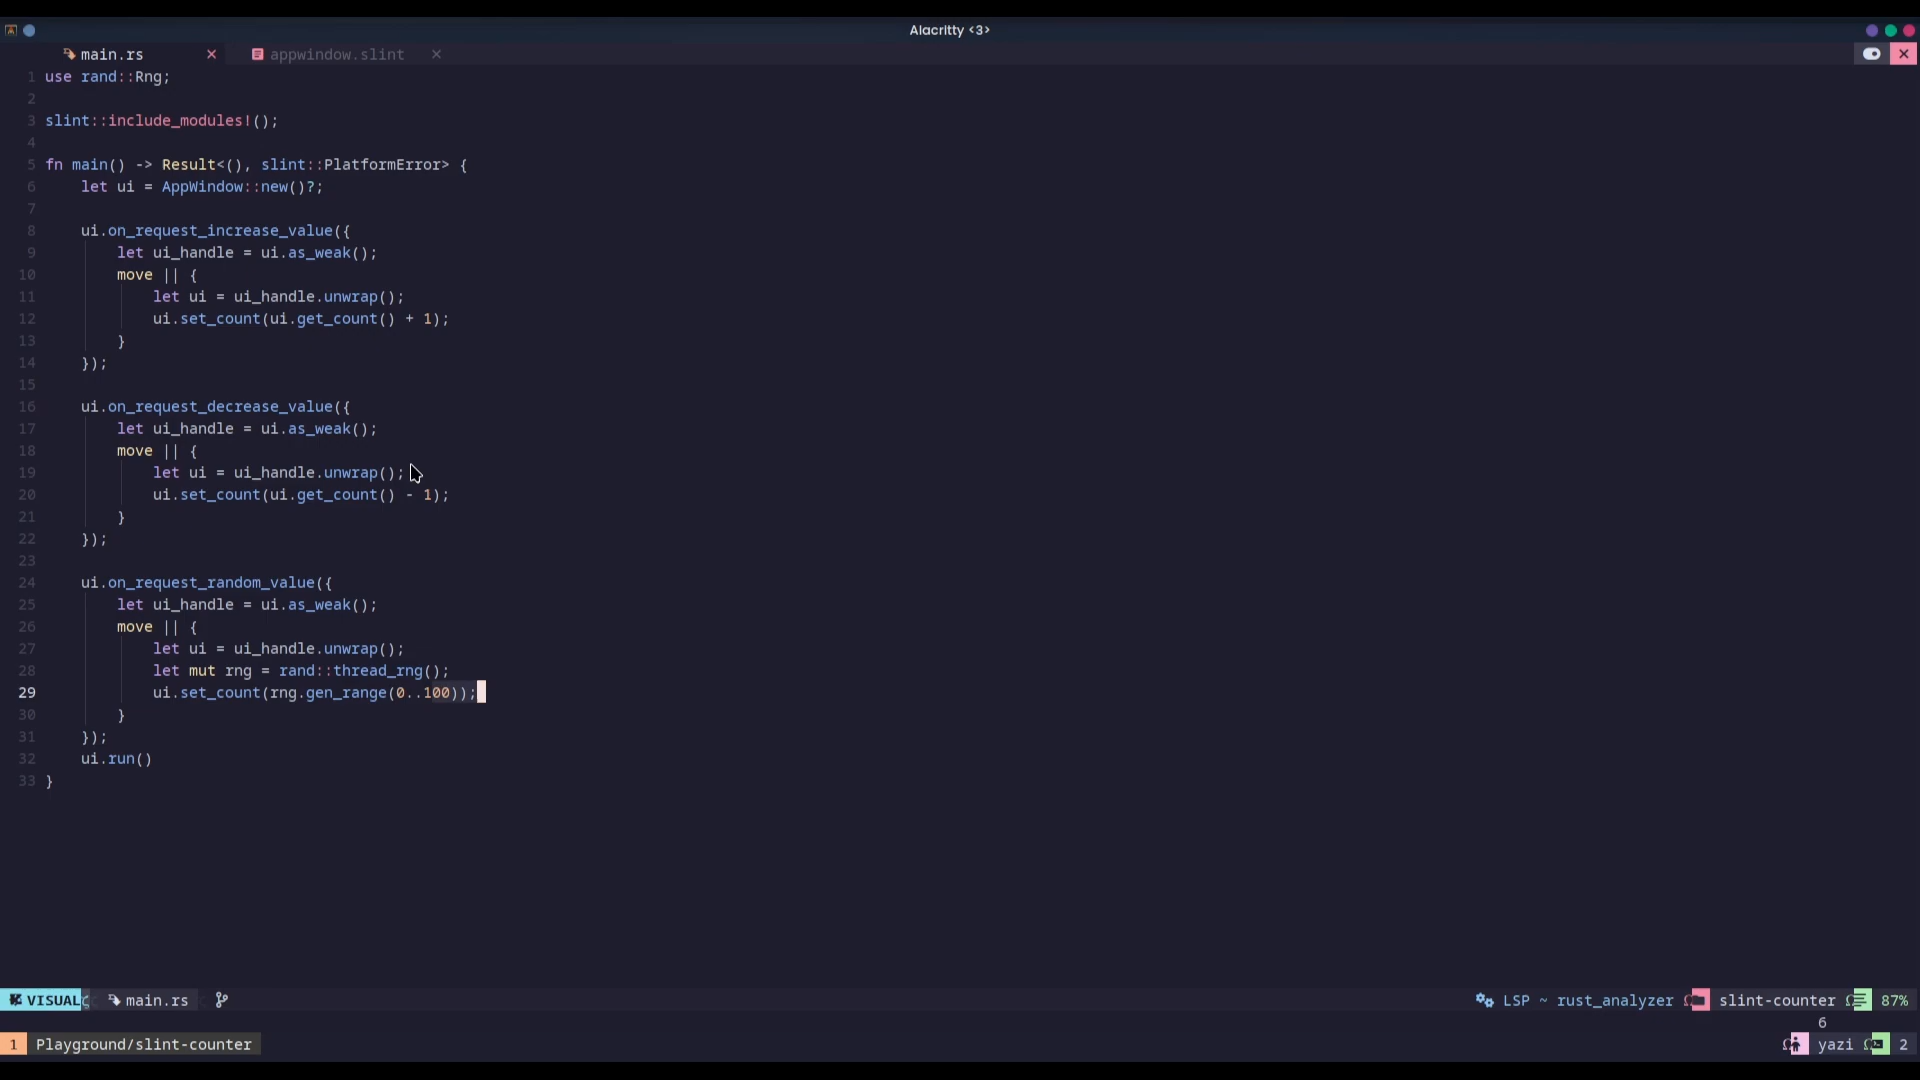 Alacritty <3>
main.rs appwindow.slint
1 use rand::Rng;
2
3 slint::include_modules!();
4
5 fn main() -> Result<(), slint::PlatformError> {
6     let ui = AppWindow::new()?;
7
8     ui.on_request_increase_value({
9         let ui_handle = ui.as_weak();
10         move || {
11             let ui = ui_handle.unwrap();
12             ui.set_count(ui.get_count() + 1);
13         }
14     });
15
16     ui.on_request_decrease_value({
17         let ui_handle = ui.as_weak();
18         move || {
19             let ui = ui_handle.unwrap();
20             ui.set_count(ui.get_count() - 1);
21         }
22     });
23
24     ui.on_request_random_value({
25         let ui_handle = ui.as_weak();
26         move || {
27             let ui = ui_handle.unwrap();
28             let mut rng = rand::thread_rng();
29             ui.set_count(rng.gen_range(0..100));
30         }
31     });
32     ui.run()
33 }
VISUAL main.rs LSP ~ rust_analyzer slint-counter 87%
6
1 Playground/slint-counter yazi 2